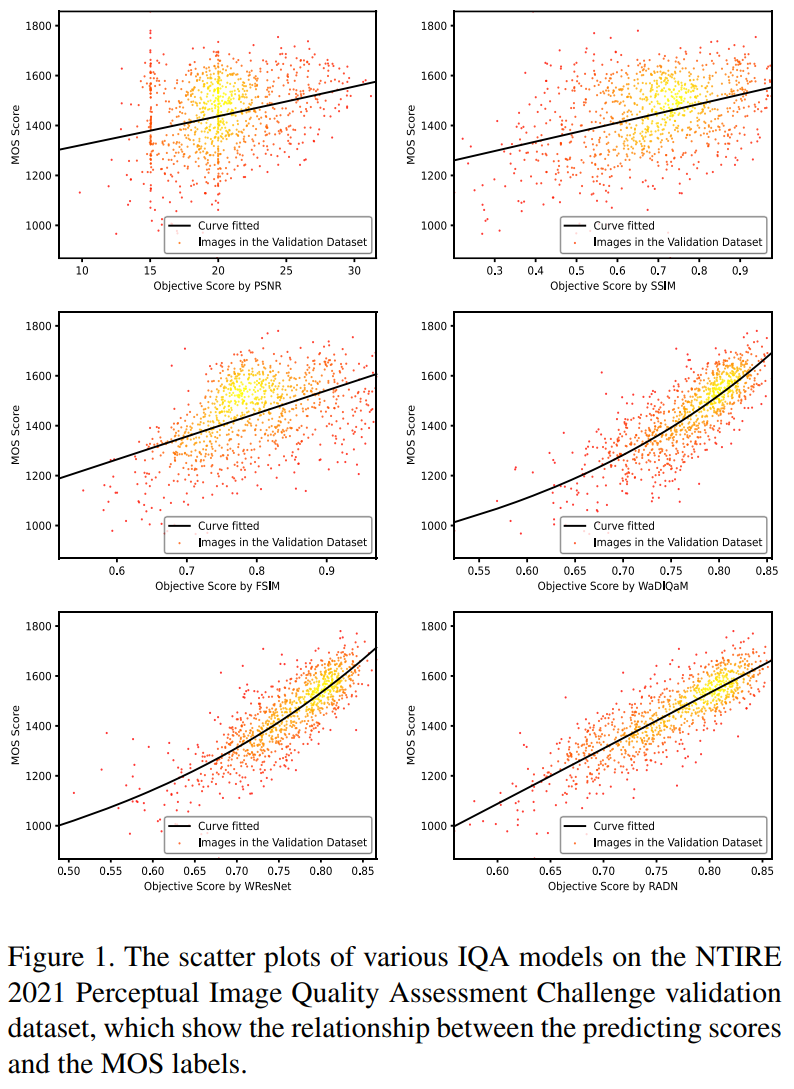 1800
1600
1400
1200
1000
MOS Score
Curve fitted
Images in the Validation Dataset
10 15 20 25 30
Objective Score by PSNR
1800
1600
1400
1200
1000
MOS Score
Curve fitted
Images in the Validation Dataset
0.3 0.4 0.5 0.6 0.7 0.8 0.9
Objective Score by SSIM
1800
1600
1400
1200
1000
MOS Score
Curve fitted
Images in the Validation Dataset
0.6 0.7 0.8 0.9
Objective Score by FSIM
1800
1600
1400
1200
1000
MOS Score
Curve fitted
Images in the Validation Dataset
0.55 0.60 0.65 0.70 0.75 0.80 0.85
Objective Score by WaDIQaM
1800
1600
1400
1200
1000
MOS Score
Curve fitted
Images in the Validation Dataset
0.50 0.55 0.60 0.65 0.70 0.75 0.80 0.85
Objective Score by WResNet
1800
1600
1400
1200
1000
MOS Score
Curve fitted
Images in the Validation Dataset
0.60 0.65 0.70 0.75 0.80 0.85
Objective Score by RADN
Figure 1. The scatter plots of various IQA models on the NTIRE
2021 Perceptual Image Quality Assessment Challenge validation
dataset, which show the relationship between the predicting scores
and the MOS labels.